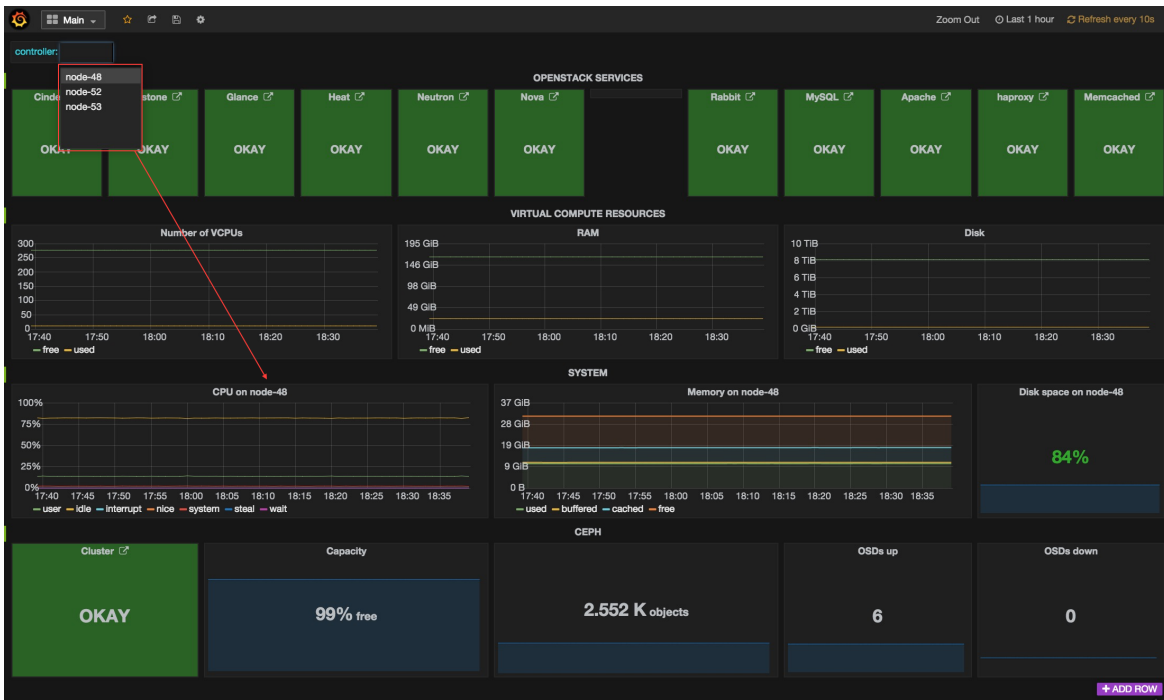 Main
Zoom Out
Last 1 hour
Refresh every 10s
controller:
node-48
node-52
node-53
OPENSTACK SERVICES
Glance
Heat
Neutron
Nova
Rabbit
MySQL
Apache
haproxy
Memcached
OKAY
OKAY
OKAY
OKAY
OKAY
OKAY
OKAY
OKAY
OKAY
OKAY
VIRTUAL COMPUTE RESOURCES
Number of VCPUs
300
250
200
150
100
50
0
17:40 17:50 18:00 18:10 18:20 18:30
free used
RAM
195 GiB
146 GiB
98 GiB
49 GiB
0 MiB
17:40 17:50 18:00 18:10 18:20 18:30
free used
Disk
10 TiB
8 TiB
6 TiB
4 TiB
2 TiB
0 GiB
17:40 17:50 18:00 18:10 18:20 18:30
free used
SYSTEM
CPU on node-48
100%
75%
50%
25%
0%
17:40 17:45 17:50 17:55 18:00 18:05 18:10 18:15 18:20 18:25 18:30 18:35
user idle interrupt nice system steal wait
Memory on node-48
37 GiB
28 GiB
19 GiB
9 GiB
0 B
17:40 17:45 17:50 17:55 18:00 18:05 18:10 18:15 18:20 18:25 18:30 18:35
used buffered cached free
Disk space on node-48
84%
CEPH
Cluster
OKAY
Capacity
99% free
2.552 K objects
OSDs up
6
OSDs down
0
+ ADD ROW